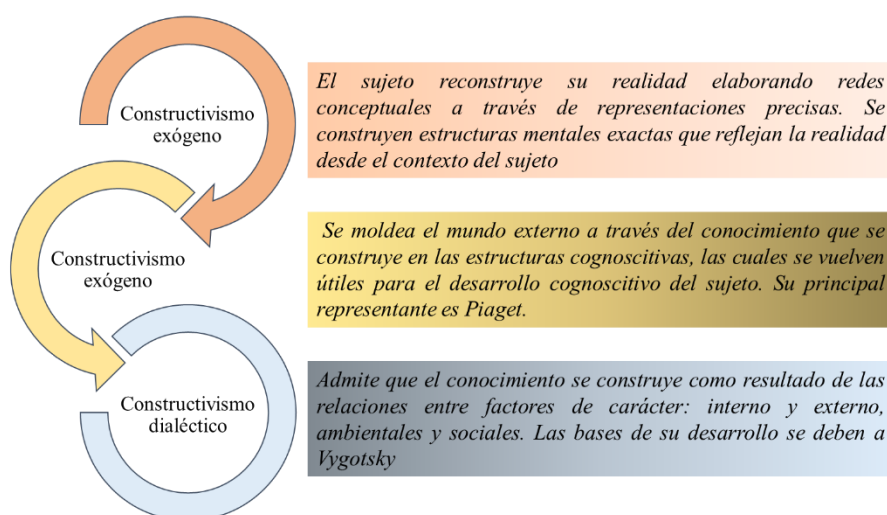 Constructivismo
exógeno
El sujeto reconstruye su realidad elaborando redes
conceptuales a través de representaciones precisas. Se
construyen estructuras mentales exactas que reflejan la realidad
desde el contexto del sujeto
Constructivismo
exógeno
Se moldea el mundo externo a través del conocimiento que se
construye en las estructuras cognoscitivas, las cuales se vuelven
útiles para el desarrollo cognoscitivo del sujeto. Su principal
representante es Piaget.
Constructivismo
dialéctico
Admite que el conocimiento se construye como resultado de las
relaciones entre factores de carácter: interno y externo,
ambientales y sociales. Las bases de su desarrollo se deben a
Vygotsky